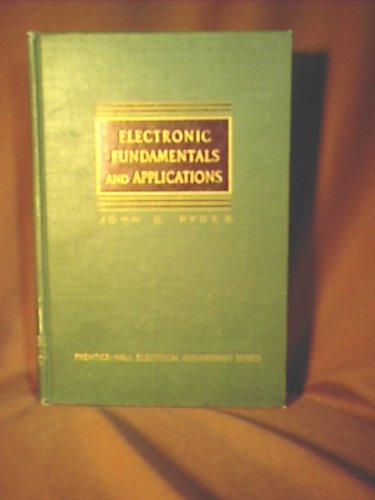 ELECTRONIC
FUNDAMENTALS
AND APPLICATIONS
JOHN D. RYDER
PRENTICE-HALL ELECTRICAL ENGINEERING SERIES